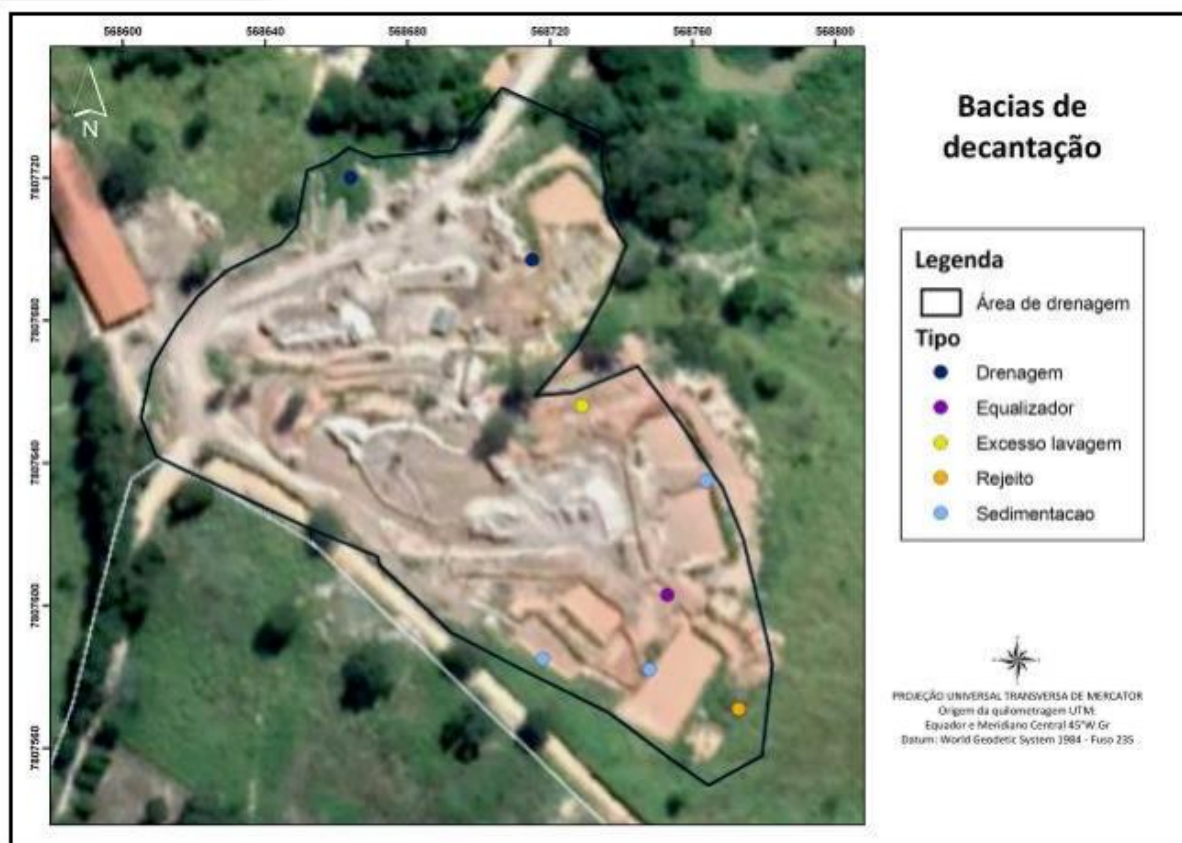 568600 568640 568680 568720 568760 568800
7807720
7807680
7807640
7807600
7807560
N
Bacias de
decantação
Legenda
Área de drenagem
Tipo
Drenagem
Equalizador
Excesso lavagem
Rejeito
Sedimentacao
PROJEÇÃO UNIVERSAL TRANSVERSA DE MERCATOR
Origem da quilometragem UTM:
Equador e Meridiano Central 45°W.Gr
Datum: World Geodetic System 1984 - Fuso 23S